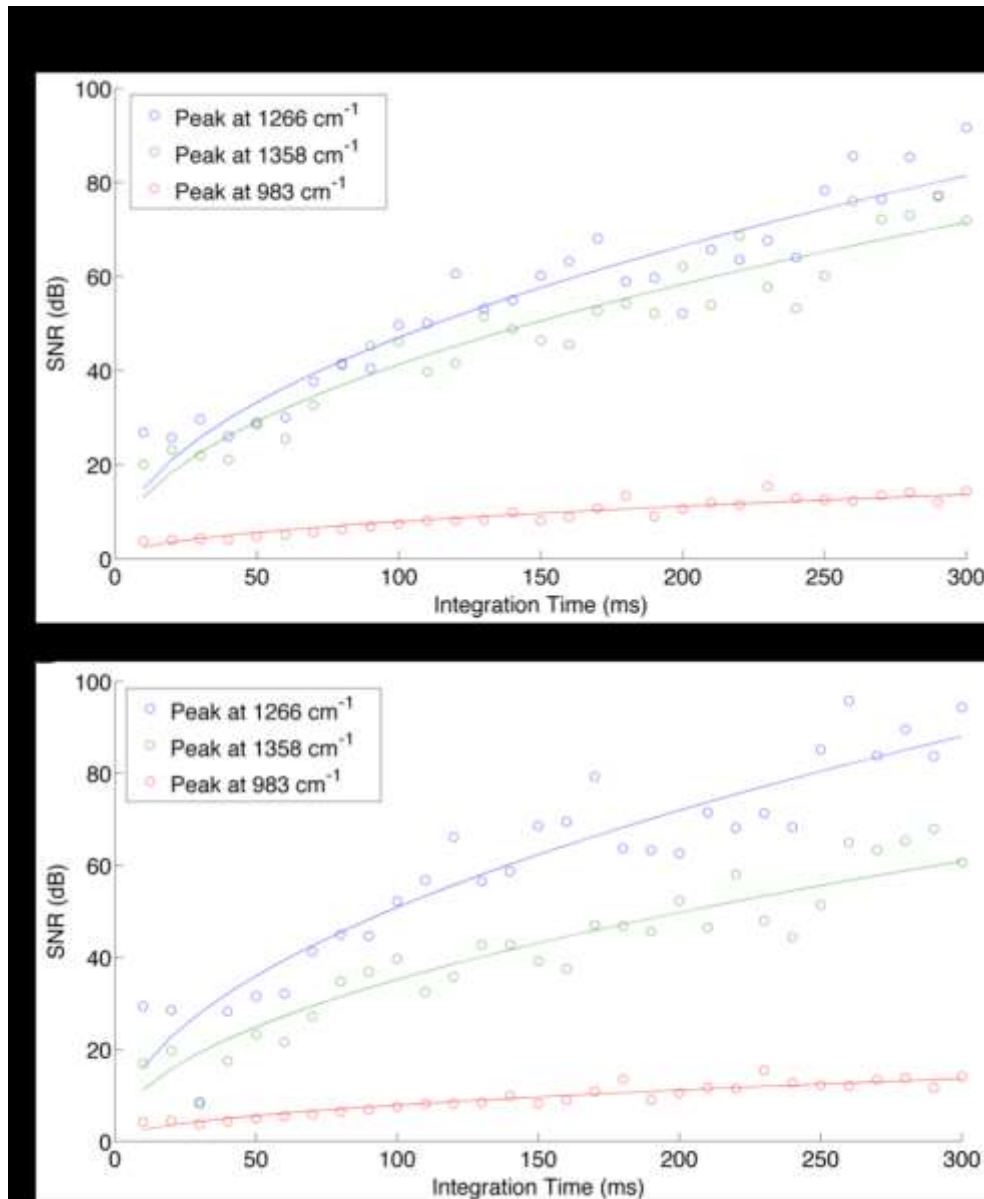 100
80
60
40
20
0
SNR (dB)
Peak at 1266 cm⁻¹
Peak at 1358 cm⁻¹
Peak at 983 cm⁻¹
0 50 100 150 200 250 300
Integration Time (ms)
100
80
60
40
20
0
SNR (dB)
Peak at 1266 cm⁻¹
Peak at 1358 cm⁻¹
Peak at 983 cm⁻¹
0 50 100 150 200 250 300
Integration Time (ms)